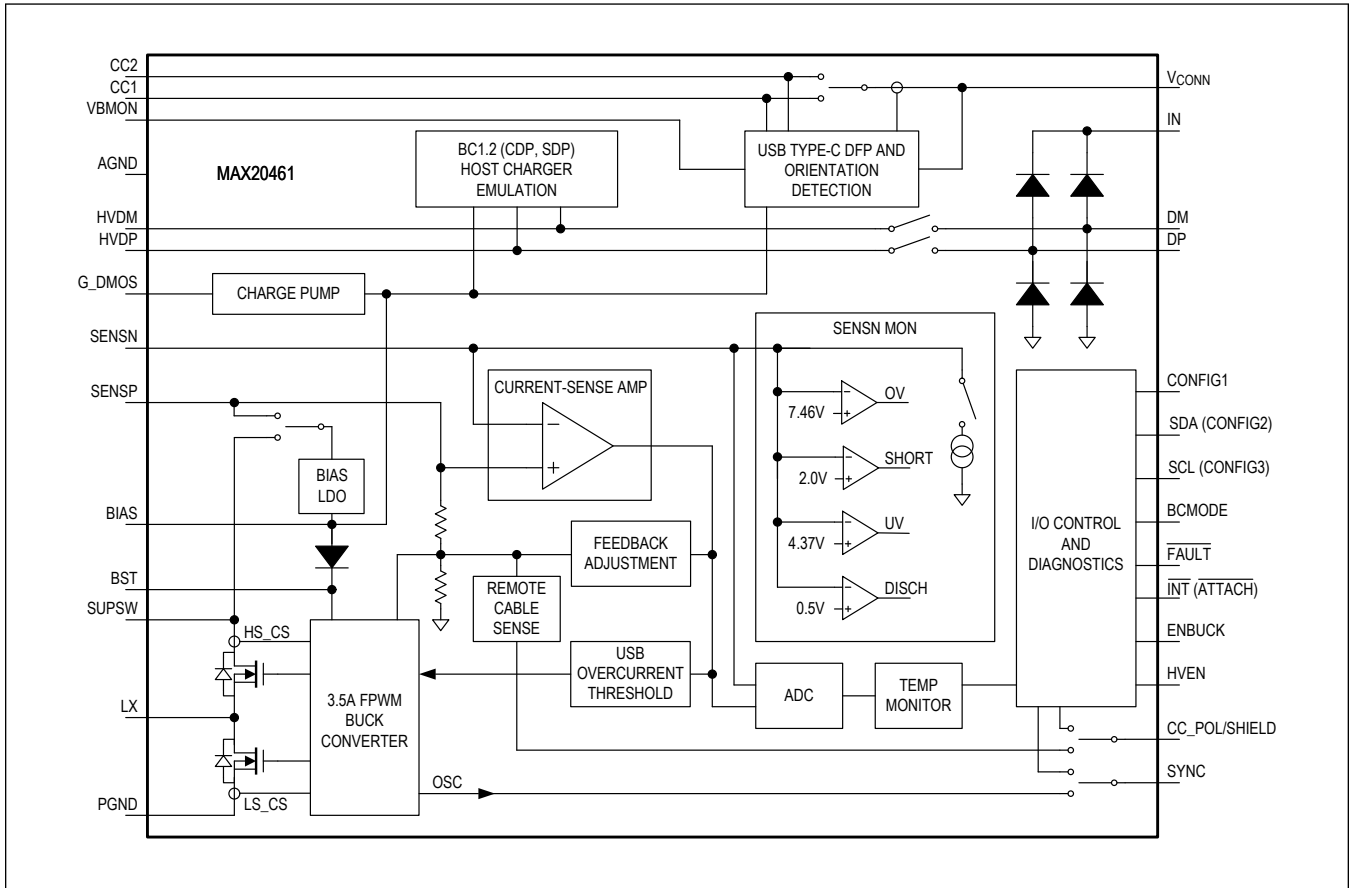 CC2
CC1
VBMON
AGND
HVDM
HVDP
G_DMOS
SENSN
SENSP
BIAS
BST
SUPSW
LX
PGND
MAX20461
BC1.2 (CDP, SDP)
HOST CHARGER
EMULATION
USB TYPE-C DFP AND
ORIENTATION
DETECTION
CHARGE PUMP
CURRENT-SENSE AMP
−
+
BIAS
LDO
FEEDBACK
ADJUSTMENT
REMOTE
CABLE
SENSE
USB
OVERCURRENT
THRESHOLD
HS_CS
LS_CS
3.5A FPWM
BUCK
CONVERTER
OSC
SENSN MON
−
+
7.46V
OV
−
+
2.0V
SHORT
−
+
4.37V
UV
−
+
0.5V
DISCH
ADC
TEMP
MONITOR
I/O CONTROL
AND
DIAGNOSTICS
VCONN
IN
DM
DP
CONFIG1
SDA (CONFIG2)
SCL (CONFIG3)
BCMODE
FAULT
INT (ATTACH)
ENBUCK
HVEN
CC_POL/SHIELD
SYNC